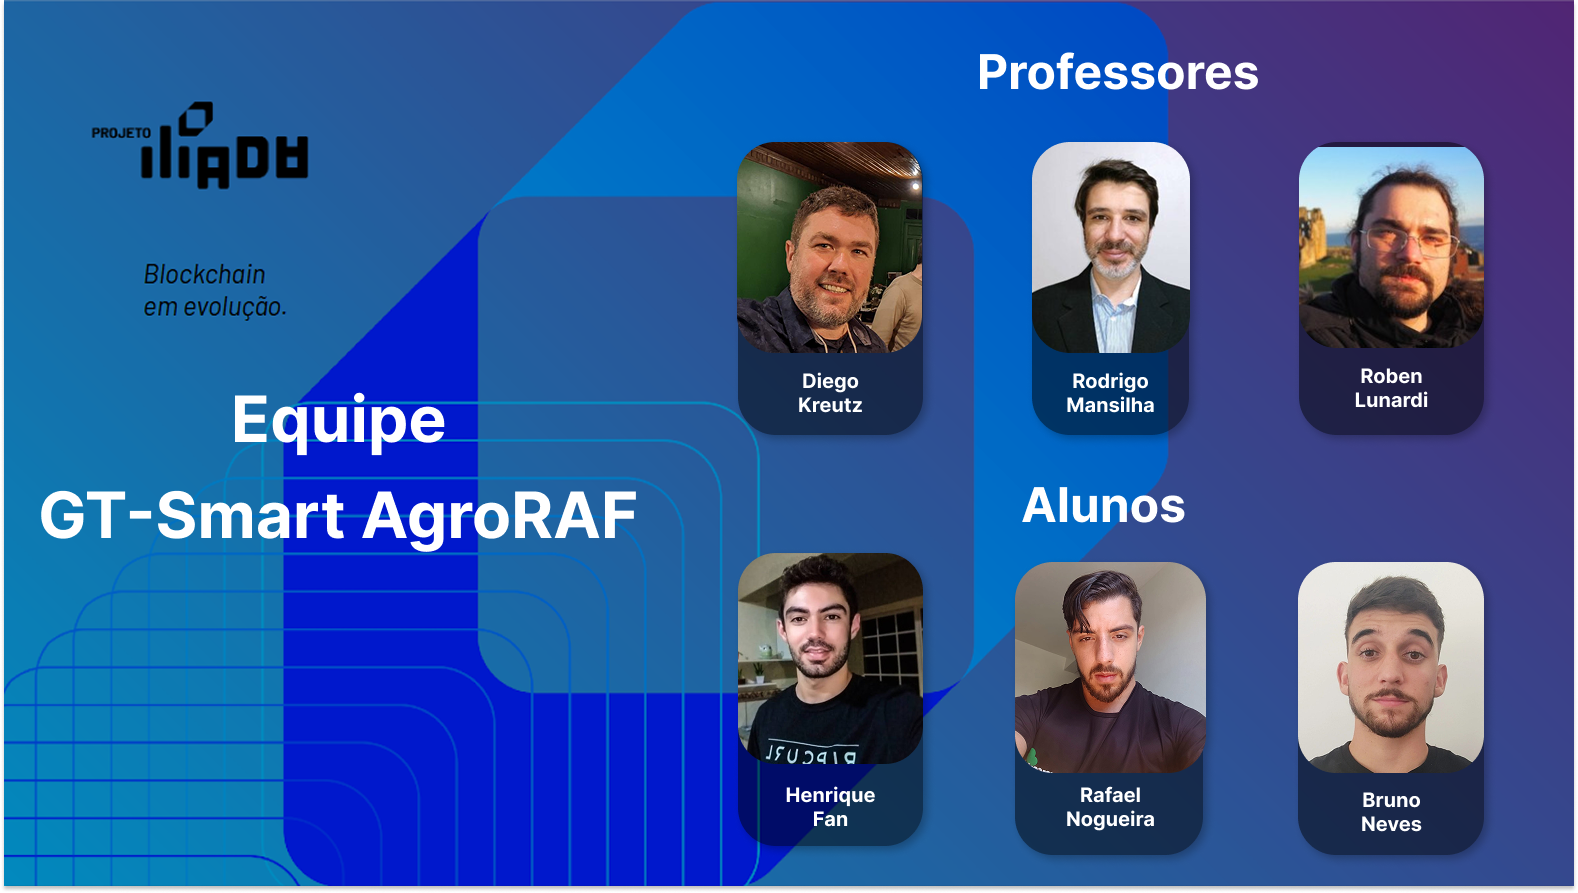 PROJETO
ILIADA
Blockchain
em evolução.
Equipe
GT-Smart AgroRAF
Professores
Diego
Kreutz
Rodrigo
Mansilha
Roben
Lunardi
Alunos
RIPCURL
Henrique
Fan
Rafael
Nogueira
Bruno
Neves